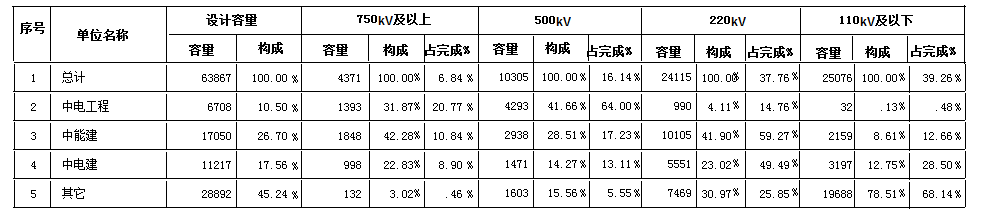 序号 单位名称 设计容量 750kV及以上 500kV 220kV 110kV及以下
容量 构成 容量 构成 占完成% 容量 构成 占完成% 容量 构成 占完成% 容量 构成 占完成%
1 总计 63867 100.00 % 4371 100.00% 6.84 % 10305 100.00 % 16.14% 24115 100.00% 37.76% 25076 100.00% 39.26%
2 中电工程 6708 10.50 % 1393 31.87% 20.77 % 4293 41.66 % 64.00% 990 4.11% 14.76% 32 .13% .48%
3 中能建 17050 26.70 % 1848 42.28% 10.84 % 2938 28.51 % 17.23% 10105 41.90% 59.27% 2159 8.61% 12.66%
4 中电建 11217 17.56 % 998 22.83% 8.90 % 1471 14.27 % 13.11% 5551 23.02% 49.49% 3197 12.75% 28.50%
5 其它 28892 45.24 % 132 3.02% .46 % 1603 15.56 % 5.55% 7469 30.97% 25.85% 19688 78.51% 68.14%